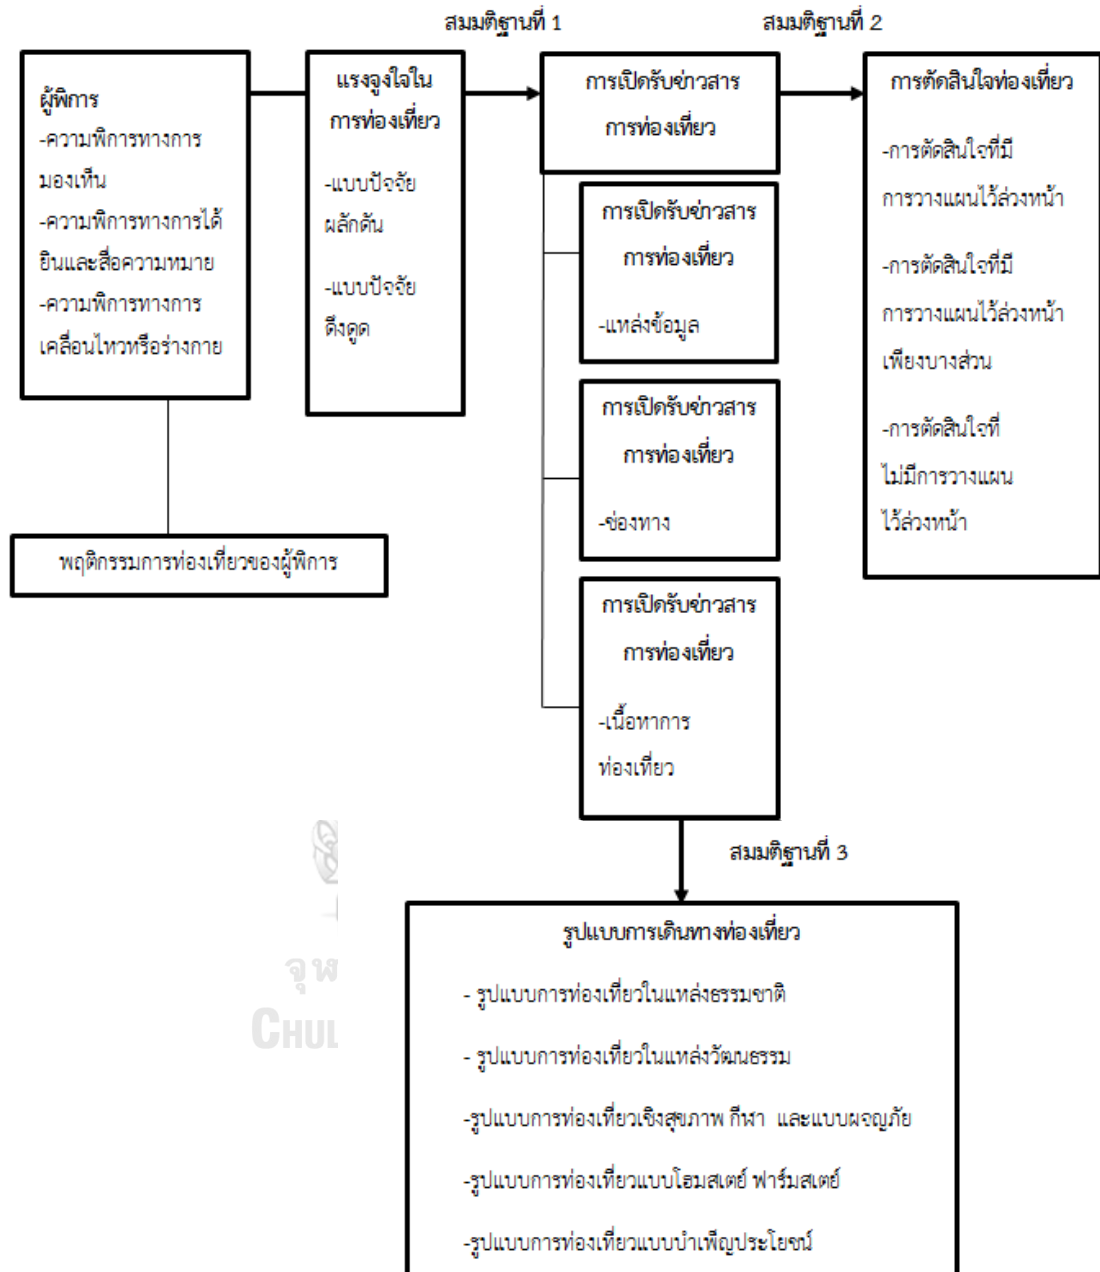 สมมติฐานที่ 1
สมมติฐานที่ 2
ผู้พิการ
-ความพิการทางการ
มองเห็น
-ความพิการทางการได้
ยินและสื่อความหมาย
-ความพิการทางการ
เคลื่อนไหวหรือร่างกาย
แรงจูงใจใน
การท่องเที่ยว
-แบบปัจจัย
ผลักดัน
-แบบปัจจัย
ดึงดูด
การเปิดรับข่าวสาร
การท่องเที่ยว
การเปิดรับข่าวสาร
การท่องเที่ยว
-แหล่งข้อมูล
การเปิดรับข่าวสาร
การท่องเที่ยว
-ช่องทาง
การเปิดรับข่าวสาร
การท่องเที่ยว
-เนื้อหาการ
ท่องเที่ยว
การตัดสินใจท่องเที่ยว
-การตัดสินใจที่มี
การวางแผนไว้ล่วงหน้า
-การตัดสินใจที่มี
การวางแผนไว้ล่วงหน้า
เพียงบางส่วน
-การตัดสินใจที่
ไม่มีการวางแผน
ไว้ล่วงหน้า
พฤติกรรมการท่องเที่ยวของผู้พิการ
สมมติฐานที่ 3
จุฬ
CHUL
รูปแบบการเดินทางท่องเที่ยว
- รูปแบบการท่องเที่ยวในแหล่งธรรมชาติ
- รูปแบบการท่องเที่ยวในแหล่งวัฒนธรรม
-รูปแบบการท่องเที่ยวเชิงสุขภาพ กีฬา และแบบผจญภัย
-รูปแบบการท่องเที่ยวแบบโฮมสเตย์ ฟาร์มสเตย์
-รูปแบบการท่องเที่ยวแบบบำเพ็ญประโยชน์